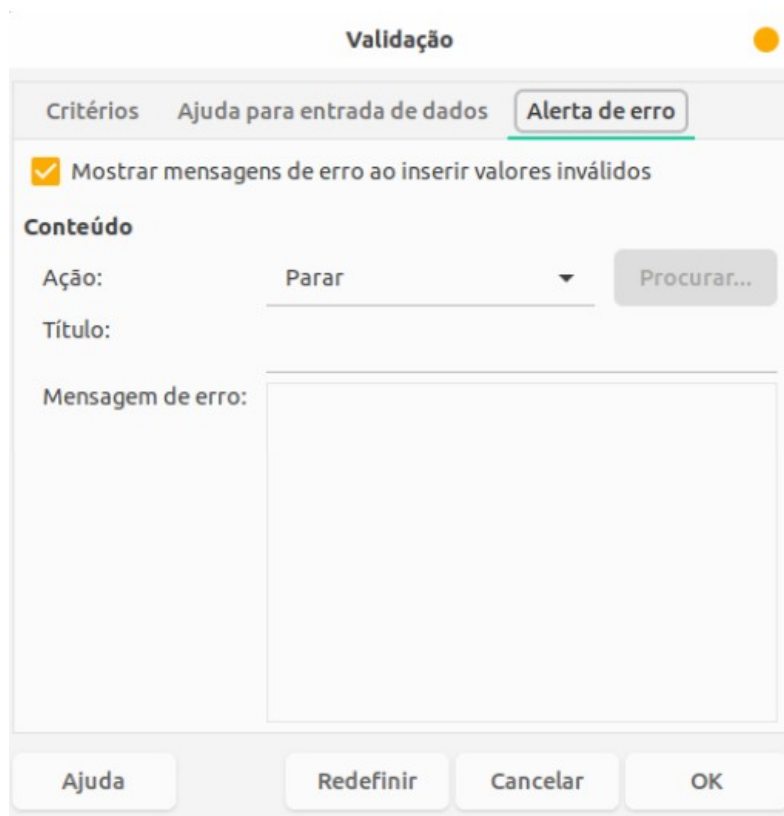 Validação
Critérios Ajuda para entrada de dados Alerta de erro
Mostrar mensagens de erro ao inserir valores inválidos
Conteúdo
Ação: Parar Procurar...
Título:
Mensagem de erro:
Ajuda Redefinir Cancelar OK